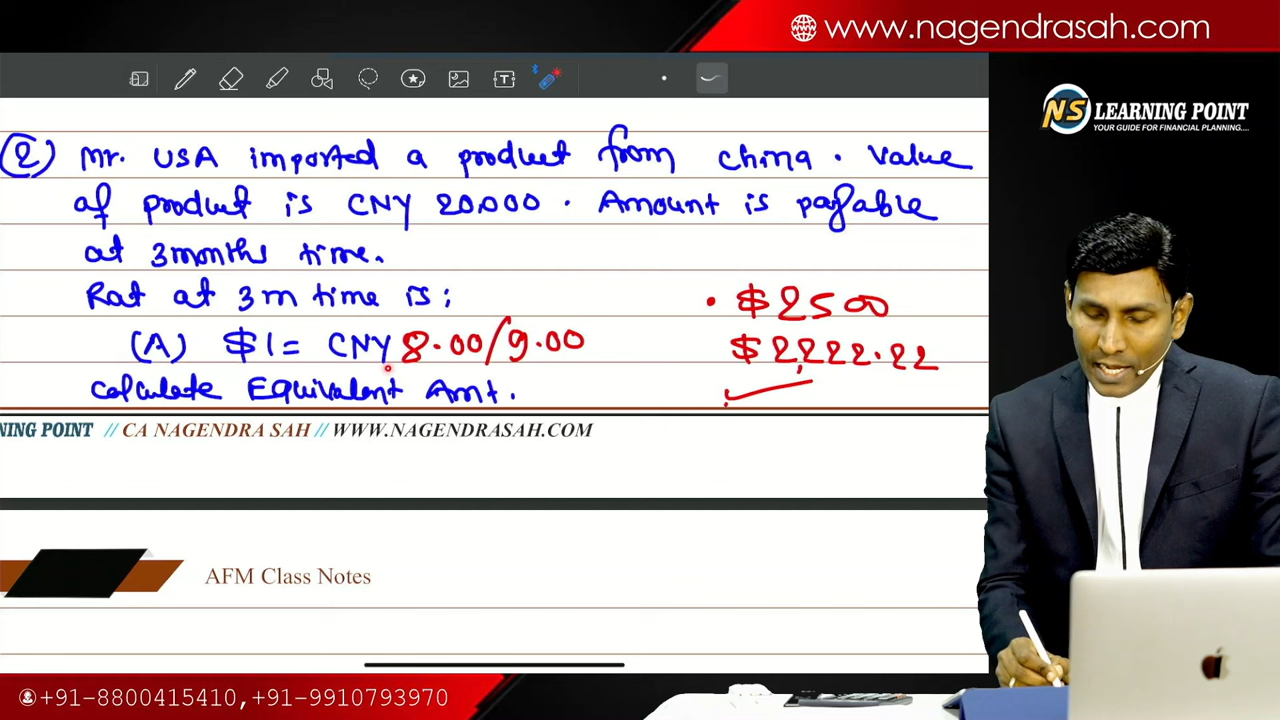 www.nagendrasah.com
NS LEARNING POINT
YOUR GUIDE FOR FINANCIAL PLANNING....
T
(2) Mr. USA imported a product from china. Value
of product is CNY 20,000. Amount is payable
at 3months time.
Rat at 3m time is:
(A) $1= CNY 8.00/9.00
Calculate Equivalent Amt.
• $2500
$2,222.22
NING POINT // CA NAGENDRA SAH // WWW.NAGENDRASAH.COM
AFM Class Notes
+91-8800415410,+91-9910793970